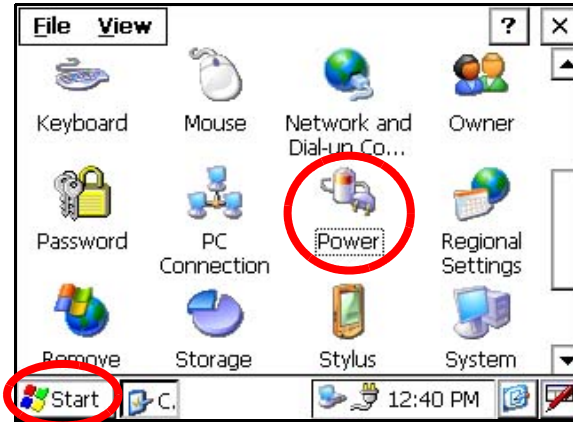 File View ? ×
Keyboard Mouse Network and Dial-up Co... Owner
Password PC Connection Power Regional Settings
Remove Storage Stylus System
Start C. 12:40 PM